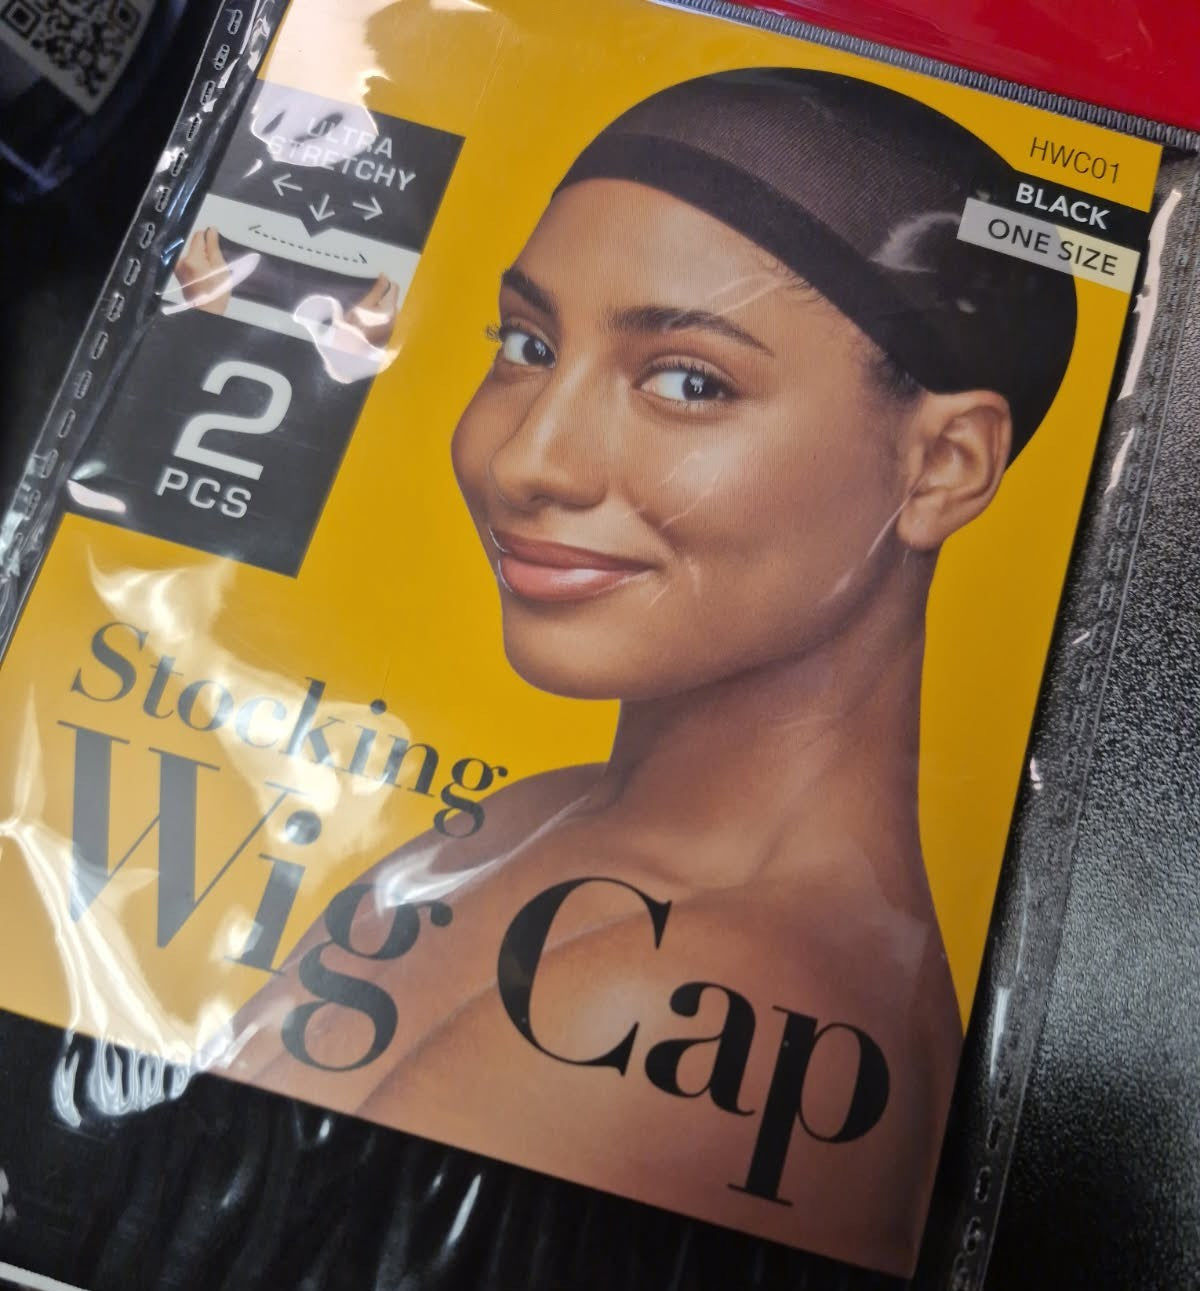 ULTRA
STRETCHY
2
PCS
HWC01
BLACK
ONE SIZE
Stocking
Wig Cap